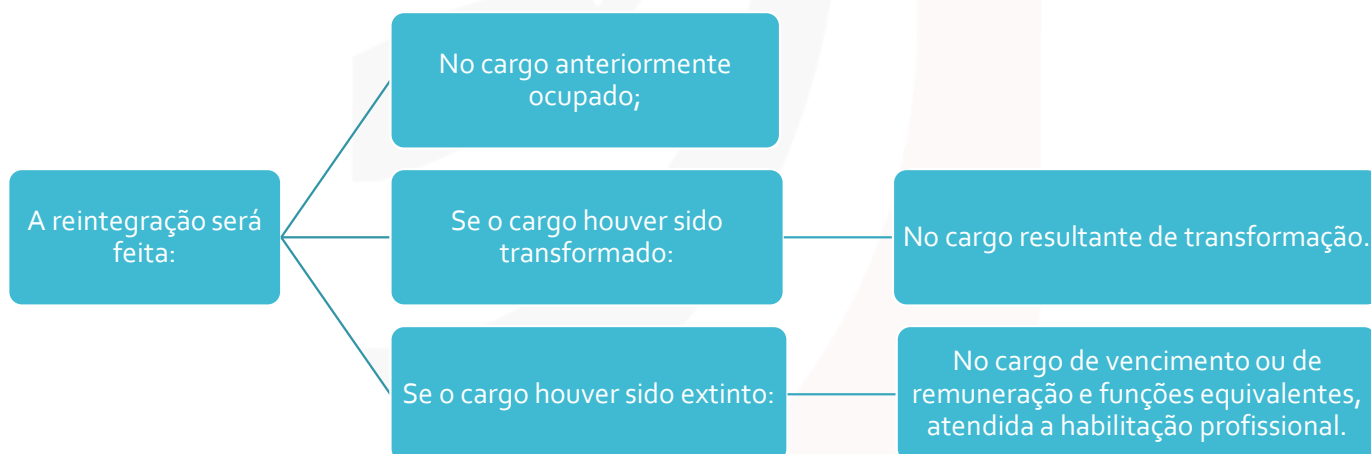 No cargo anteriormente
ocupado;
A reintegração será
feita:
Se o cargo houver sido
transformado:
No cargo resultante de transformação.
Se o cargo houver sido extinto:
No cargo de vencimento ou de
remuneração e funções equivalentes,
atendida a habilitação profissional.